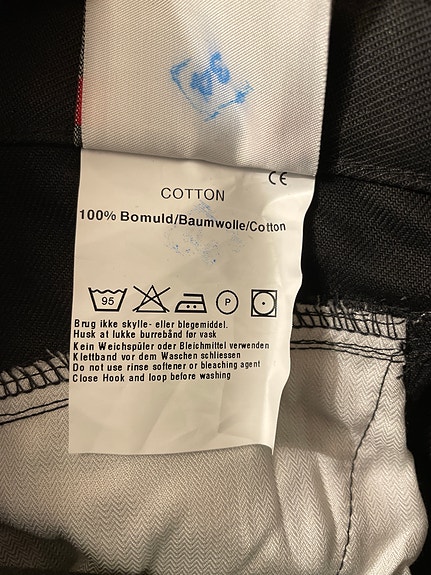 CE
COTTON
100% Bomuld/Baumwolle/Cotton
95 P
Brug ikke skylle- eller blegemiddel.
Husk at lukke burrebånd før vask
Kein Weichspüler oder Bleichmittel verwenden
Klettband vor dem Waschen schliessen
Do not use rinse softener or bleaching agent
Close Hook and loop before washing